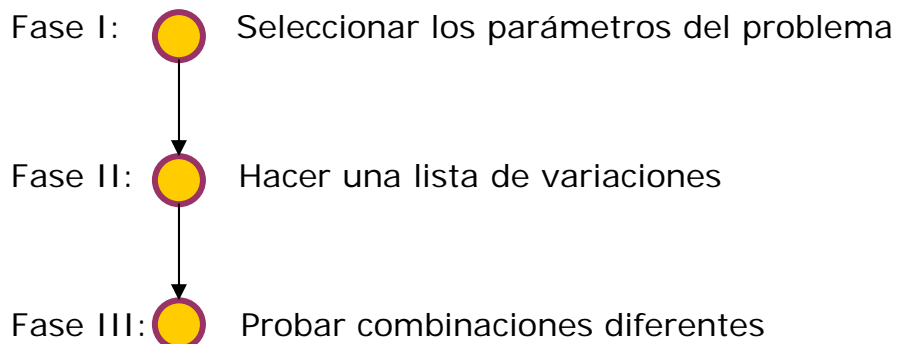 Fase I: Seleccionar los parámetros del problema
Fase II: Hacer una lista de variaciones
Fase III: Probar combinaciones diferentes